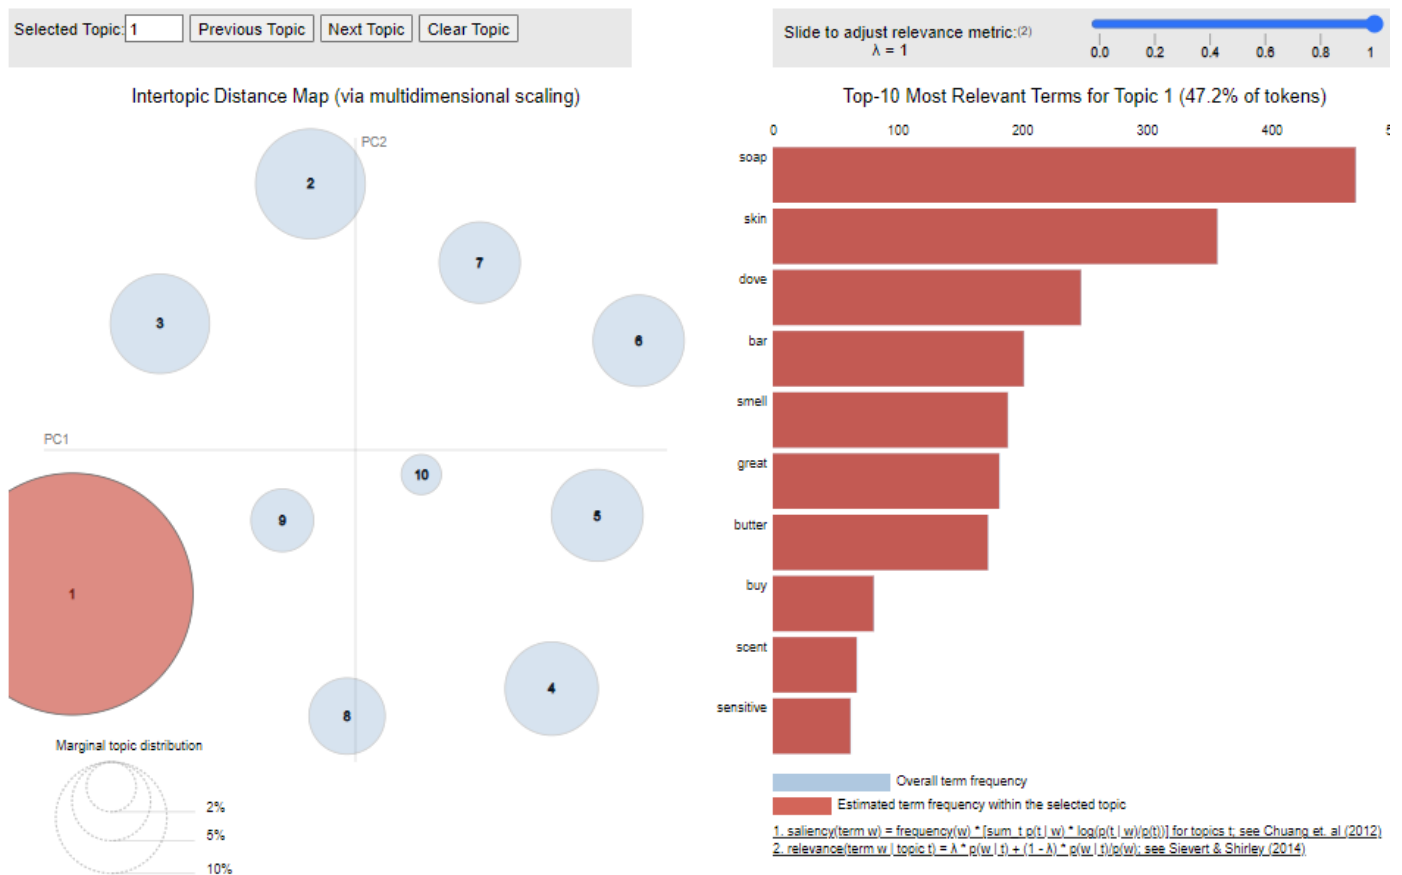 Selected Topic: 1 Previous Topic Next Topic Clear Topic
Slide to adjust relevance metric:(2)
λ = 1
0.0 0.2 0.4 0.6 0.8 1
Intertopic Distance Map (via multidimensional scaling)
PC2
2
7
3
6
PC1
10
9
5
1
4
8
Marginal topic distribution
2%
5%
10%
Top-10 Most Relevant Terms for Topic 1 (47.2% of tokens)
0 100 200 300 400 5
soap
skin
dove
bar
smell
great
butter
buy
scent
sensitive
Overall term frequency
Estimated term frequency within the selected topic
1. saliency(term w) = frequency(w) * [sum_t p(t | w) * log(p(t | w)/p(t))] for topics t; see Chuang et. al (2012)
2. relevance(term w | topic t) = λ * p(w | t) + (1 - λ) * p(w | t)/p(w); see Sievert & Shirley (2014)